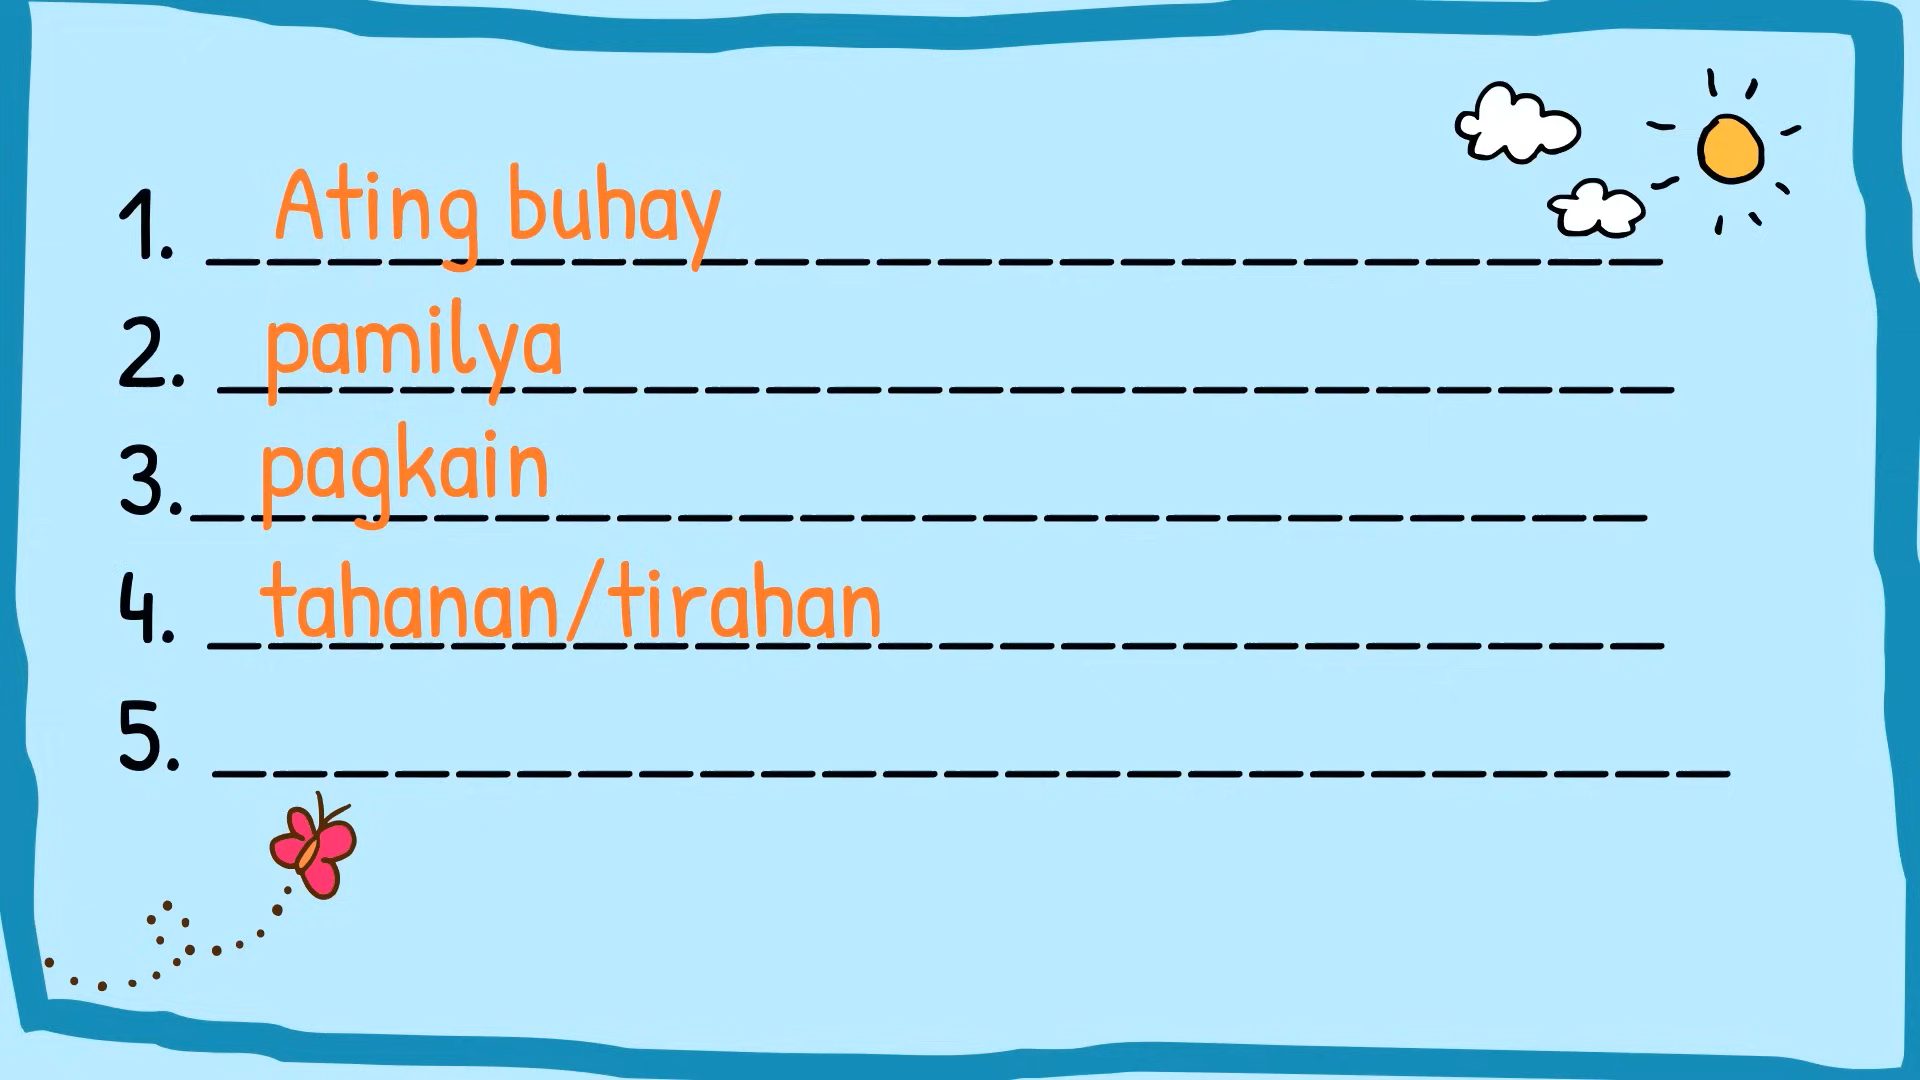 1. Ating buhay
2. pamilya
3. pagkain
4. tahanan/tirahan
5.